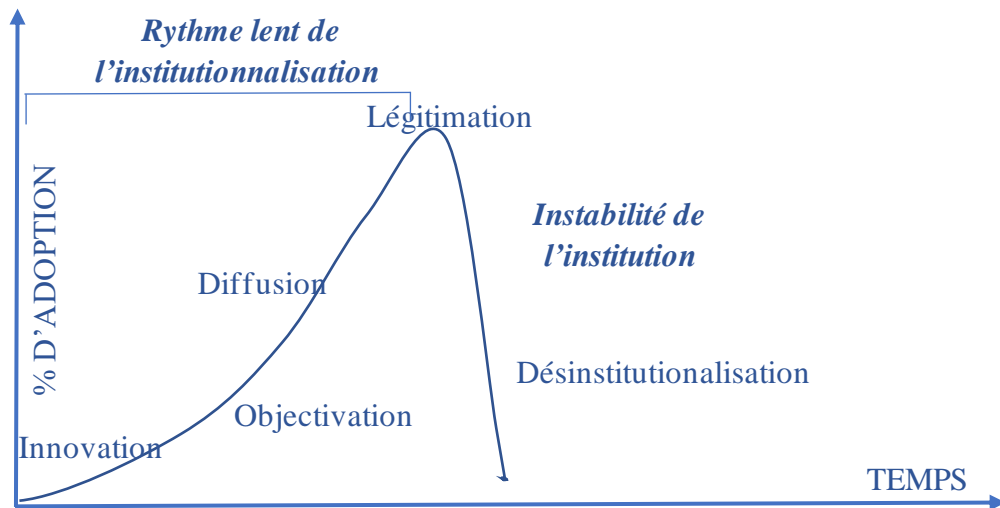 Rythme lent de
l’institutionnalisation
Légitimation
% D’ADOPTION
Instabilité de
l’institution
Diffusion
Désinstitutionalisation
Objectivation
Innovation
TEMPS